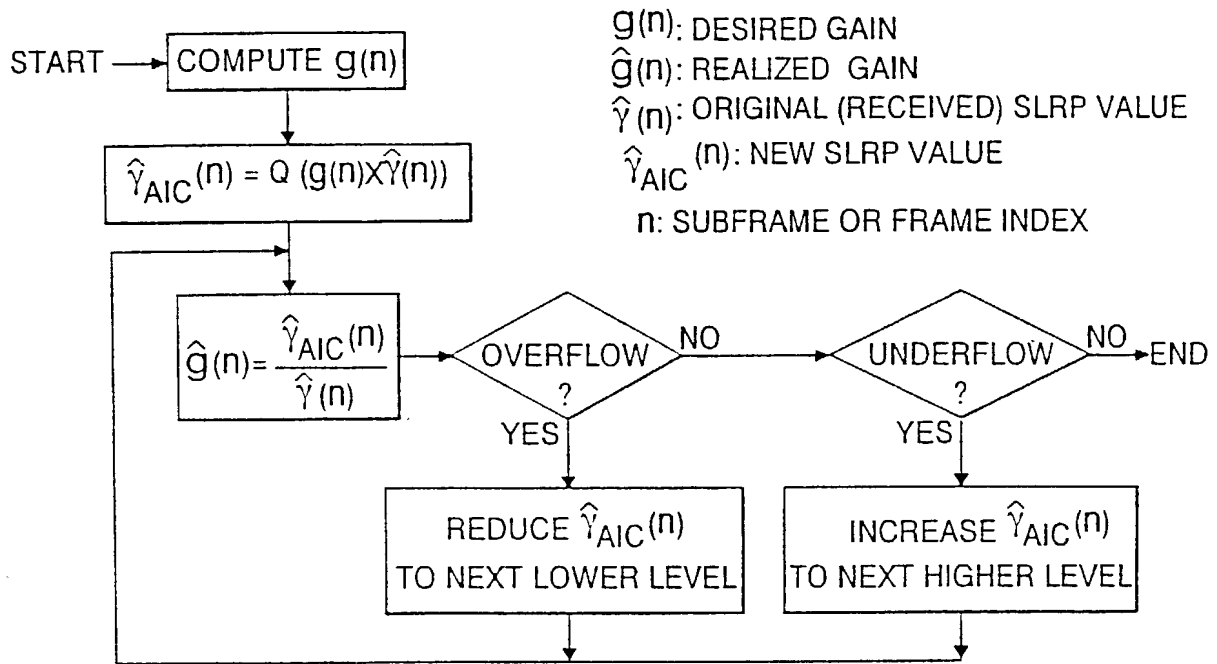 START
COMPUTE g(n)
γ̂AIC(n) = Q (g(n)Xγ̂(n))
g(n): DESIRED GAIN
ĝ(n): REALIZED GAIN
γ̂(n): ORIGINAL (RECEIVED) SLRP VALUE
γ̂AIC(n): NEW SLRP VALUE
n: SUBFRAME OR FRAME INDEX
ĝ(n)= γ̂AIC(n) / γ̂(n)
OVERFLOW
?
NO
YES
UNDERFLOW
?
NO
END
YES
REDUCE γ̂AIC(n)
TO NEXT LOWER LEVEL
INCREASE γ̂AIC(n)
TO NEXT HIGHER LEVEL